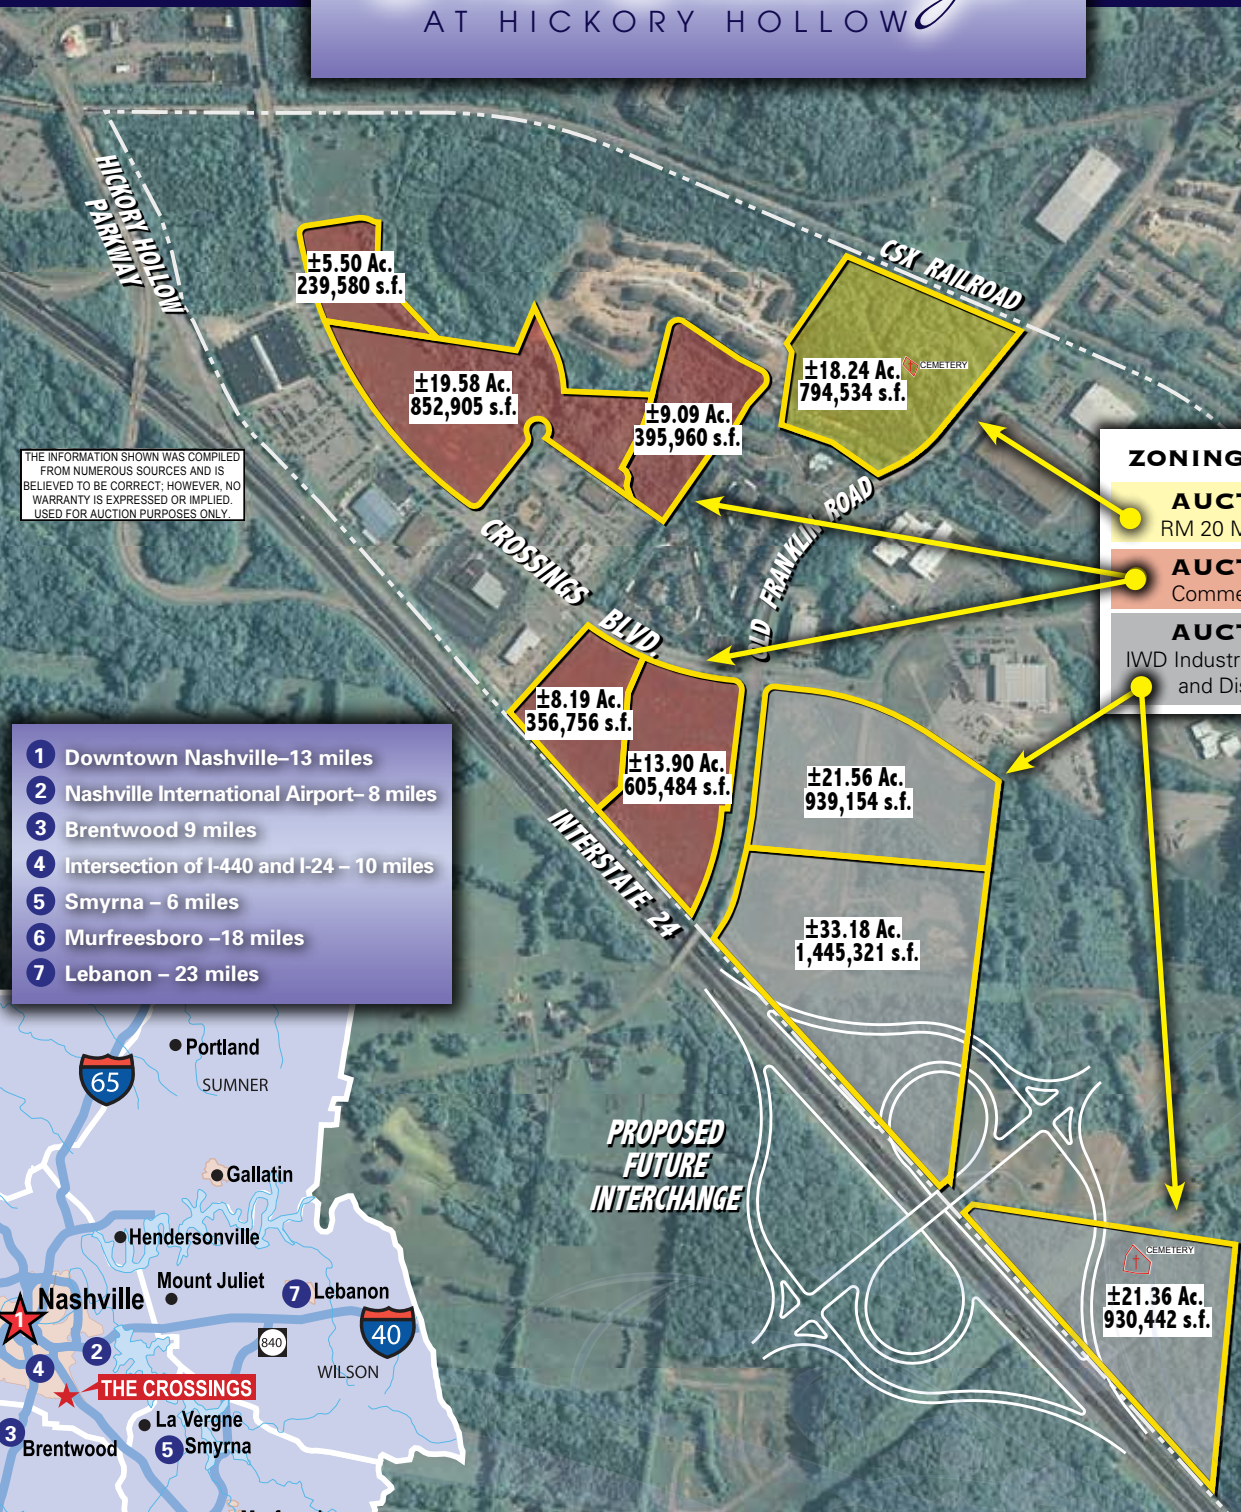 AT HICKORY HOLLOW
HICKORY HOLLOW
PARKWAY
CSX RAILROAD
±5.50 Ac.
239,580 s.f.
±19.58 Ac.
852,905 s.f.
±9.09 Ac.
395,960 s.f.
±18.24 Ac.
794,534 s.f.
CEMETERY
THE INFORMATION SHOWN WAS COMPILED
FROM NUMEROUS SOURCES AND IS
BELIEVED TO BE CORRECT; HOWEVER, NO
WARRANTY IS EXPRESSED OR IMPLIED.
USED FOR AUCTION PURPOSES ONLY.
ZONING
AUCT
RM 20 M
AUCT
Comme
AUCT
IWD Industr
and Dis
CROSSINGS BLVD.
OLD FRANKLIN ROAD
±8.19 Ac.
356,756 s.f.
±13.90 Ac.
605,484 s.f.
±21.56 Ac.
939,154 s.f.
±33.18 Ac.
1,445,321 s.f.
INTERSTATE 24
1 Downtown Nashville–13 miles
2 Nashville International Airport– 8 miles
3 Brentwood 9 miles
4 Intersection of I-440 and I-24 – 10 miles
5 Smyrna – 6 miles
6 Murfreesboro –18 miles
7 Lebanon – 23 miles
PROPOSED
FUTURE
INTERCHANGE
CEMETERY
±21.36 Ac.
930,442 s.f.
65
Portland
SUMNER
Gallatin
Hendersonville
Mount Juliet
7 Lebanon
Nashville
1
40
840
2
WILSON
4
THE CROSSINGS
La Vergne
3
Brentwood
5 Smyrna